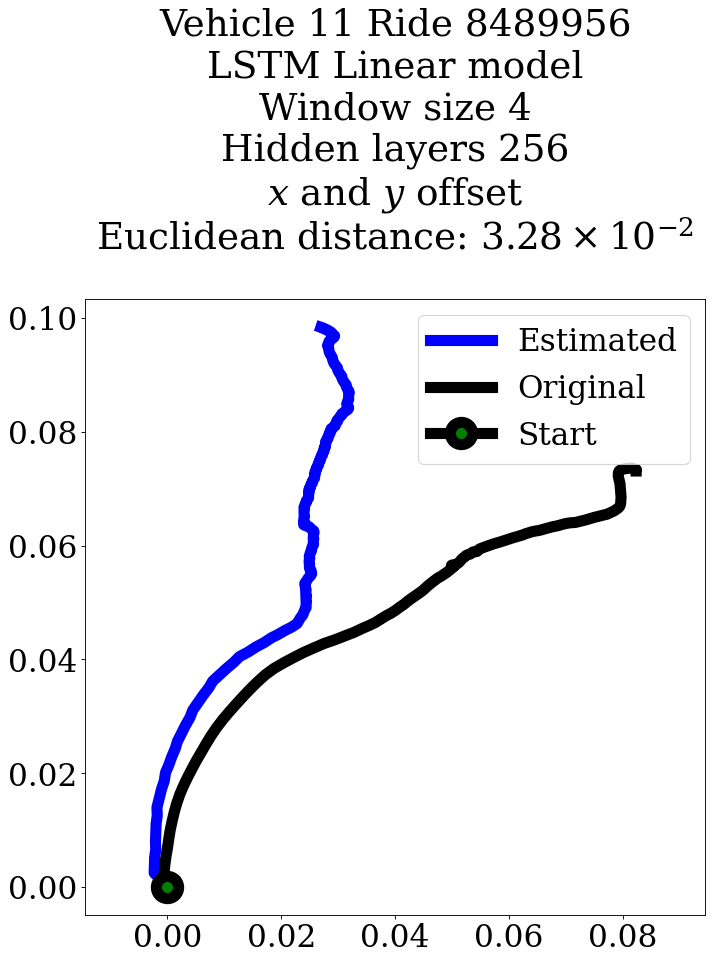 Vehicle 11 Ride 8489956
LSTM Linear model
Window size 4
Hidden layers 256
x and y offset
Euclidean distance: 3.28 × 10⁻²
Estimated
Original
Start
0.10
0.08
0.06
0.04
0.02
0.00
0.00 0.02 0.04 0.06 0.08